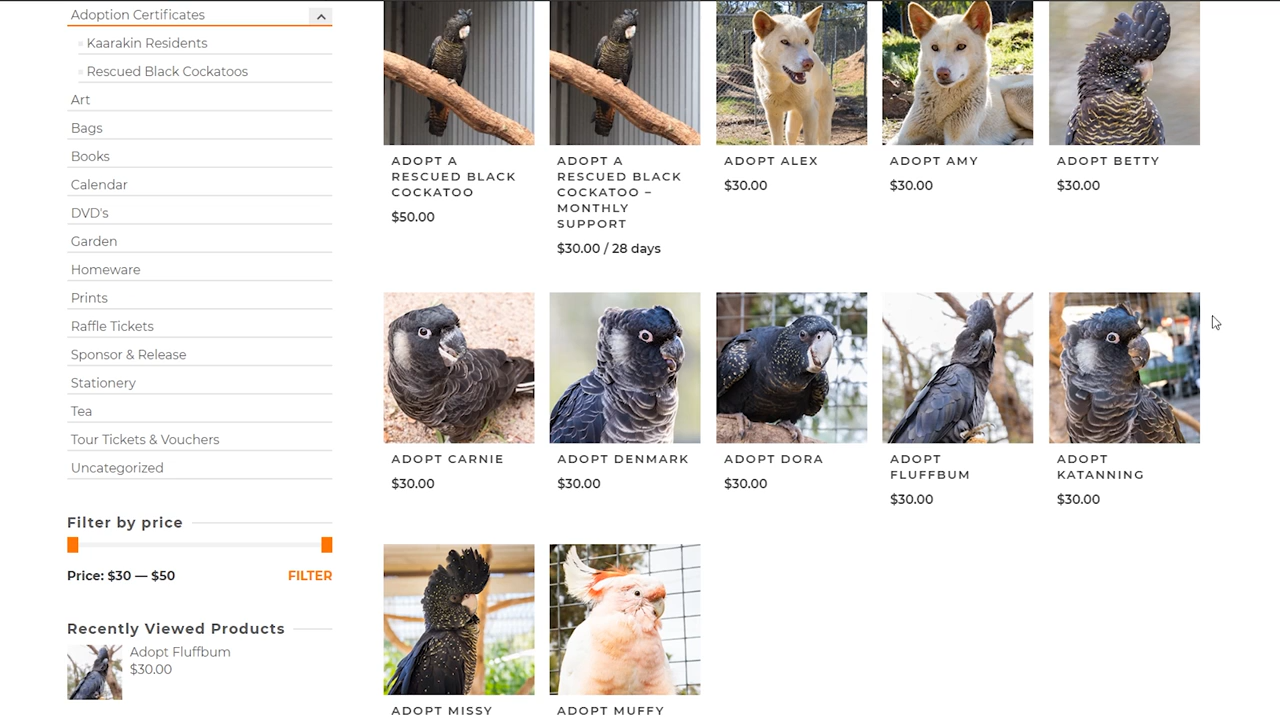 Adoption Certificates
Kaarakin Residents
Rescued Black Cockatoos
Art
Bags
Books
Calendar
DVD's
Garden
Homeware
Prints
Raffle Tickets
Sponsor & Release
Stationery
Tea
Tour Tickets & Vouchers
Uncategorized
Filter by price
Price: $30 — $50
FILTER
Recently Viewed Products
Adopt Fluffbum
$30.00
ADOPT A
RESCUED BLACK
COCKATOO
$50.00
ADOPT A
RESCUED BLACK
COCKATOO –
MONTHLY
SUPPORT
$30.00 / 28 days
ADOPT ALEX
$30.00
ADOPT AMY
$30.00
ADOPT BETTY
$30.00
ADOPT CARNIE
$30.00
ADOPT DENMARK
$30.00
ADOPT DORA
$30.00
ADOPT
FLUFFBUM
$30.00
ADOPT
KATANNING
$30.00
ADOPT MISSY
ADOPT MUFFY